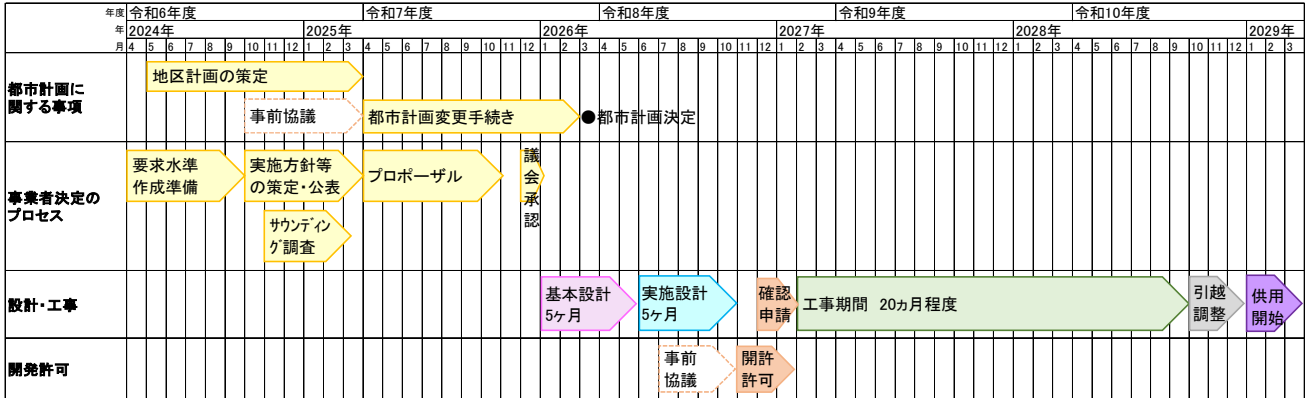 年度 令和6年度 令和7年度 令和8年度 令和9年度 令和10年度
年 2024年 2025年 2026年 2027年 2028年 2029年
月 4 5 6 7 8 9 10 11 12 1 2 3 4 5 6 7 8 9 10 11 12 1 2 3 4 5 6 7 8 9 10 11 12 1 2 3 4 5 6 7 8 9 10 11 12 1 2 3 4 5 6 7 8 9 10 11 12 1 2 3
都市計画に
関する事項
地区計画の策定
事前協議
都市計画変更手続き
●都市計画決定
事業者決定の
プロセス
要求水準
作成準備
実施方針等
の策定・公表
プロポーザル
議
会
承
認
サウンディン
グ調査
設計・工事
基本設計
5ヶ月
実施設計
5ヶ月
確認
申請
工事期間 20ヵ月程度
引越
調整
供用
開始
開発許可
事前
協議
開許
許可